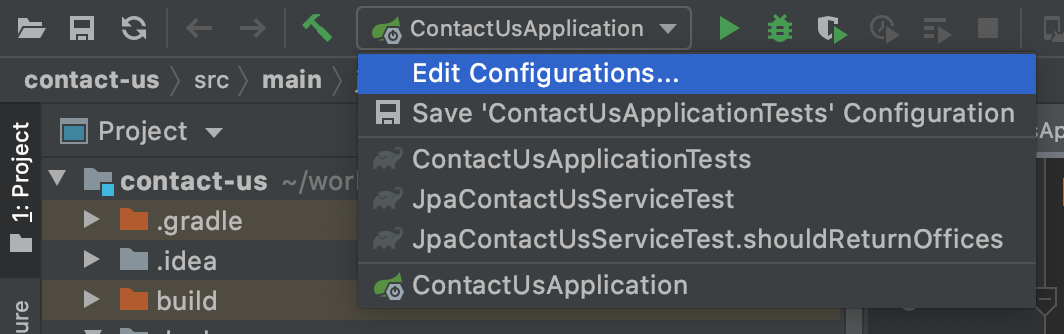 ContactUsApplication
Edit Configurations...
contact-us src main
Save 'ContactUsApplicationTests' Configuration
1: Project
Project
ContactUsApplicationTests
contact-us ~/wor
JpaContactUsServiceTest
.gradle
JpaContactUsServiceTest.shouldReturnOffices
.idea
ContactUsApplication
build